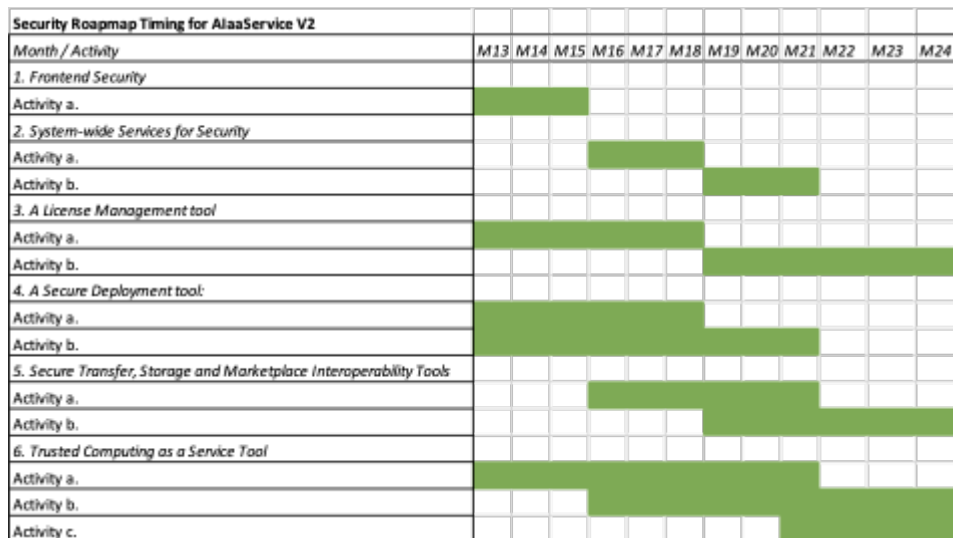 Security Roapmap Timing for AIaaService V2
Month / Activity M13 M14 M15 M16 M17 M18 M19 M20 M21 M22 M23 M24
1. Frontend Security
Activity a.
2. System-wide Services for Security
Activity a.
Activity b.
3. A License Management tool
Activity a.
Activity b.
4. A Secure Deployment tool:
Activity a.
Activity b.
5. Secure Transfer, Storage and Marketplace Interoperability Tools
Activity a.
Activity b.
6. Trusted Computing as a Service Tool
Activity a.
Activity b.
Activity c.